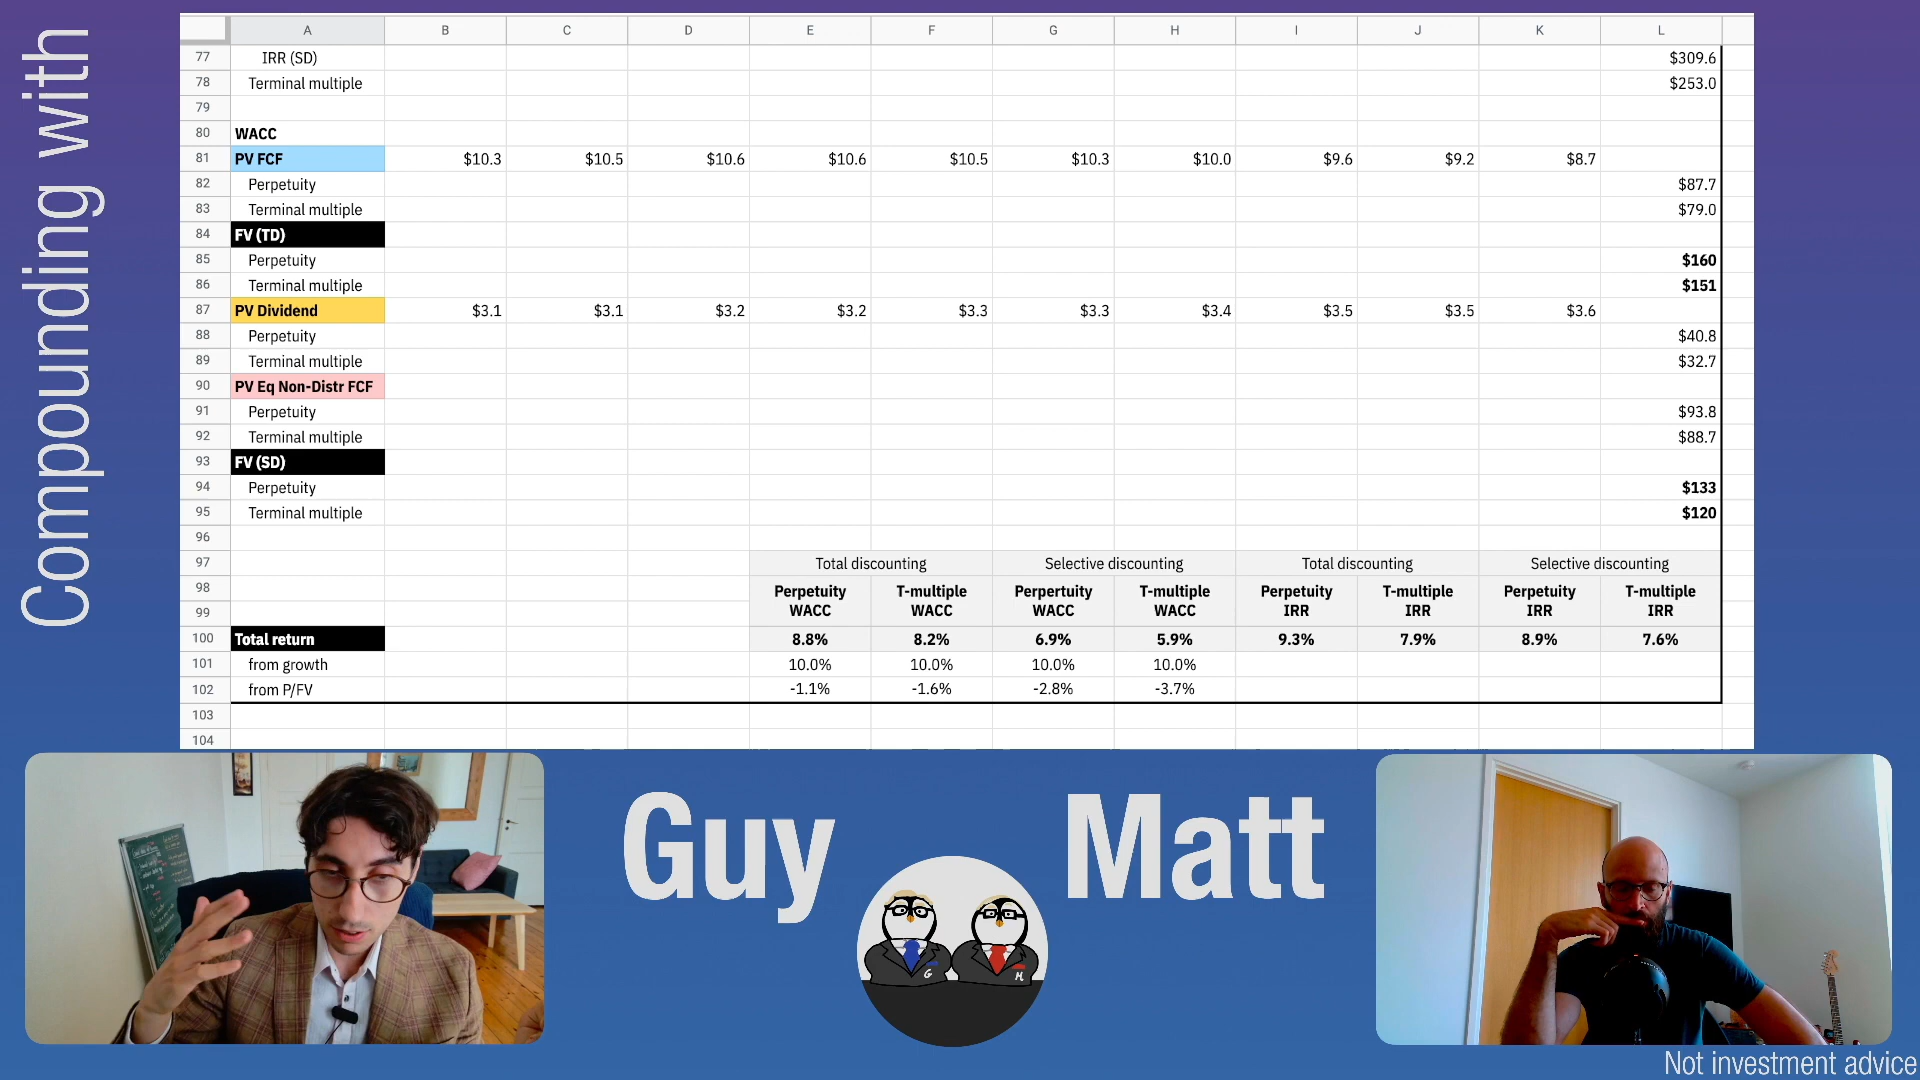 Compounding with
A B C D E F G H I J K L
77 IRR (SD) $309.6
78 Terminal multiple $253.0
79
80 WACC
81 PV FCF $10.3 $10.5 $10.6 $10.6 $10.5 $10.3 $10.0 $9.6 $9.2 $8.7
82 Perpetuity $87.7
83 Terminal multiple $79.0
84 FV (TD)
85 Perpetuity $160
86 Terminal multiple $151
87 PV Dividend $3.1 $3.1 $3.2 $3.2 $3.3 $3.3 $3.4 $3.5 $3.5 $3.6
88 Perpetuity $40.8
89 Terminal multiple $32.7
90 PV Eq Non-Distr FCF
91 Perpetuity $93.8
92 Terminal multiple $88.7
93 FV (SD)
94 Perpetuity $133
95 Terminal multiple $120
96
97 Total discounting Selective discounting Total discounting Selective discounting
98 Perpetuity T-multiple Perpertuity T-multiple Perpetuity T-multiple Perpetuity T-multiple
99 WACC WACC WACC WACC IRR IRR IRR IRR
100 Total return 8.8% 8.2% 6.9% 5.9% 9.3% 7.9% 8.9% 7.6%
101 from growth 10.0% 10.0% 10.0% 10.0%
102 from P/FV -1.1% -1.6% -2.8% -3.7%
103
104
Guy Matt
G M
Not investment advice